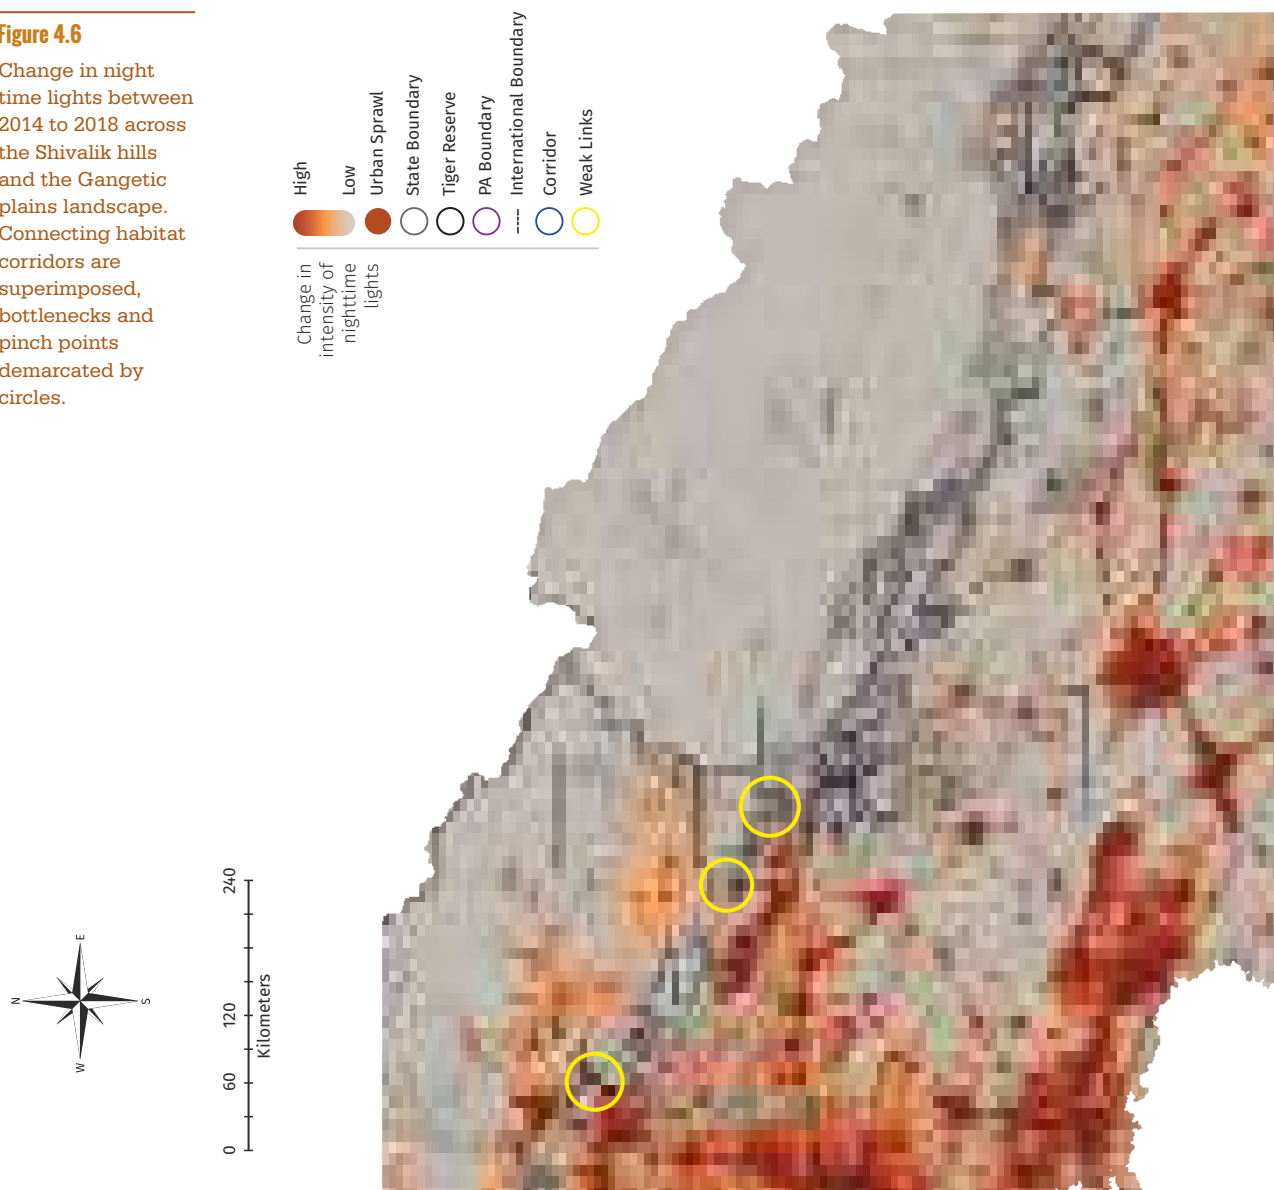 Figure 4.6
Change in night
time lights between
2014 to 2018 across
the Shivalik hills
and the Gangetic
plains landscape.
Connecting habitat
corridors are
superimposed,
bottlenecks and
pinch points
demarcated by
circles.
Change in
intensity of
nighttime
lights
High
Low
Urban Sprawl
State Boundary
Tiger Reserve
PA Boundary
International Boundary
Corridor
Weak Links
N
E
S
W
0
60
120
240
Kilometers